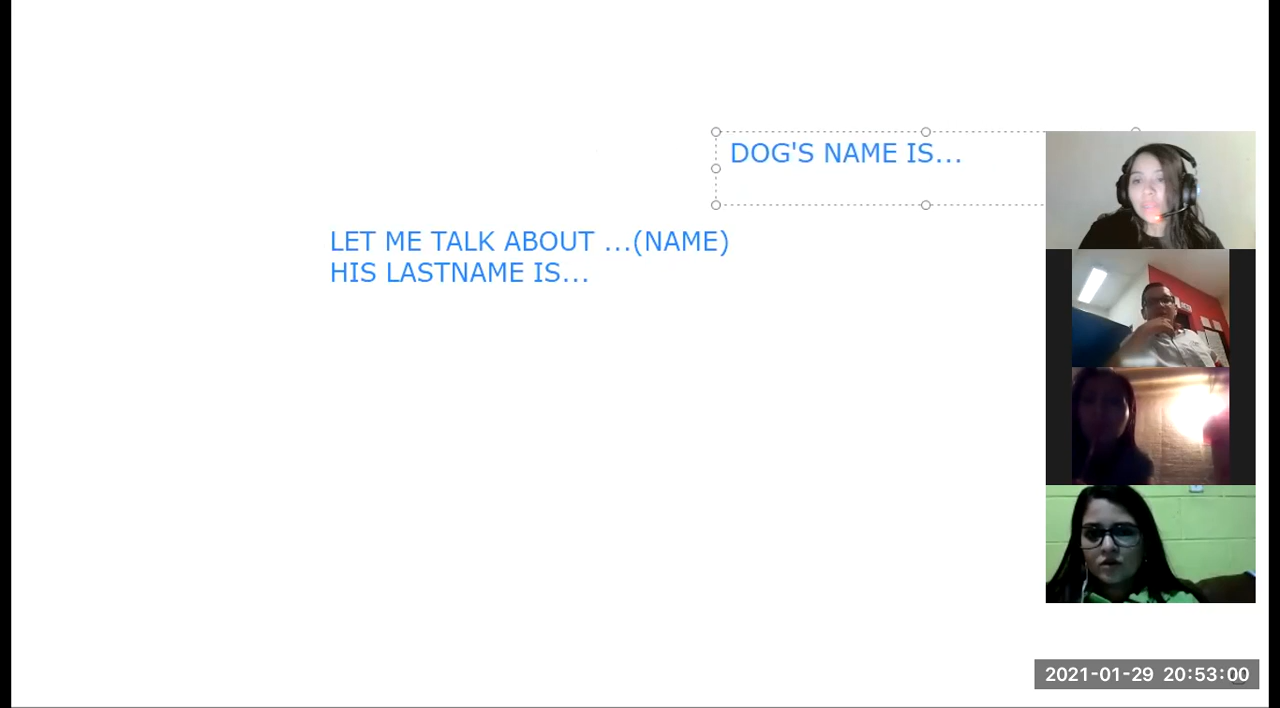 DOG'S NAME IS...
LET ME TALK ABOUT ...(NAME)
HIS LASTNAME IS...
2021-01-29 20:53:00